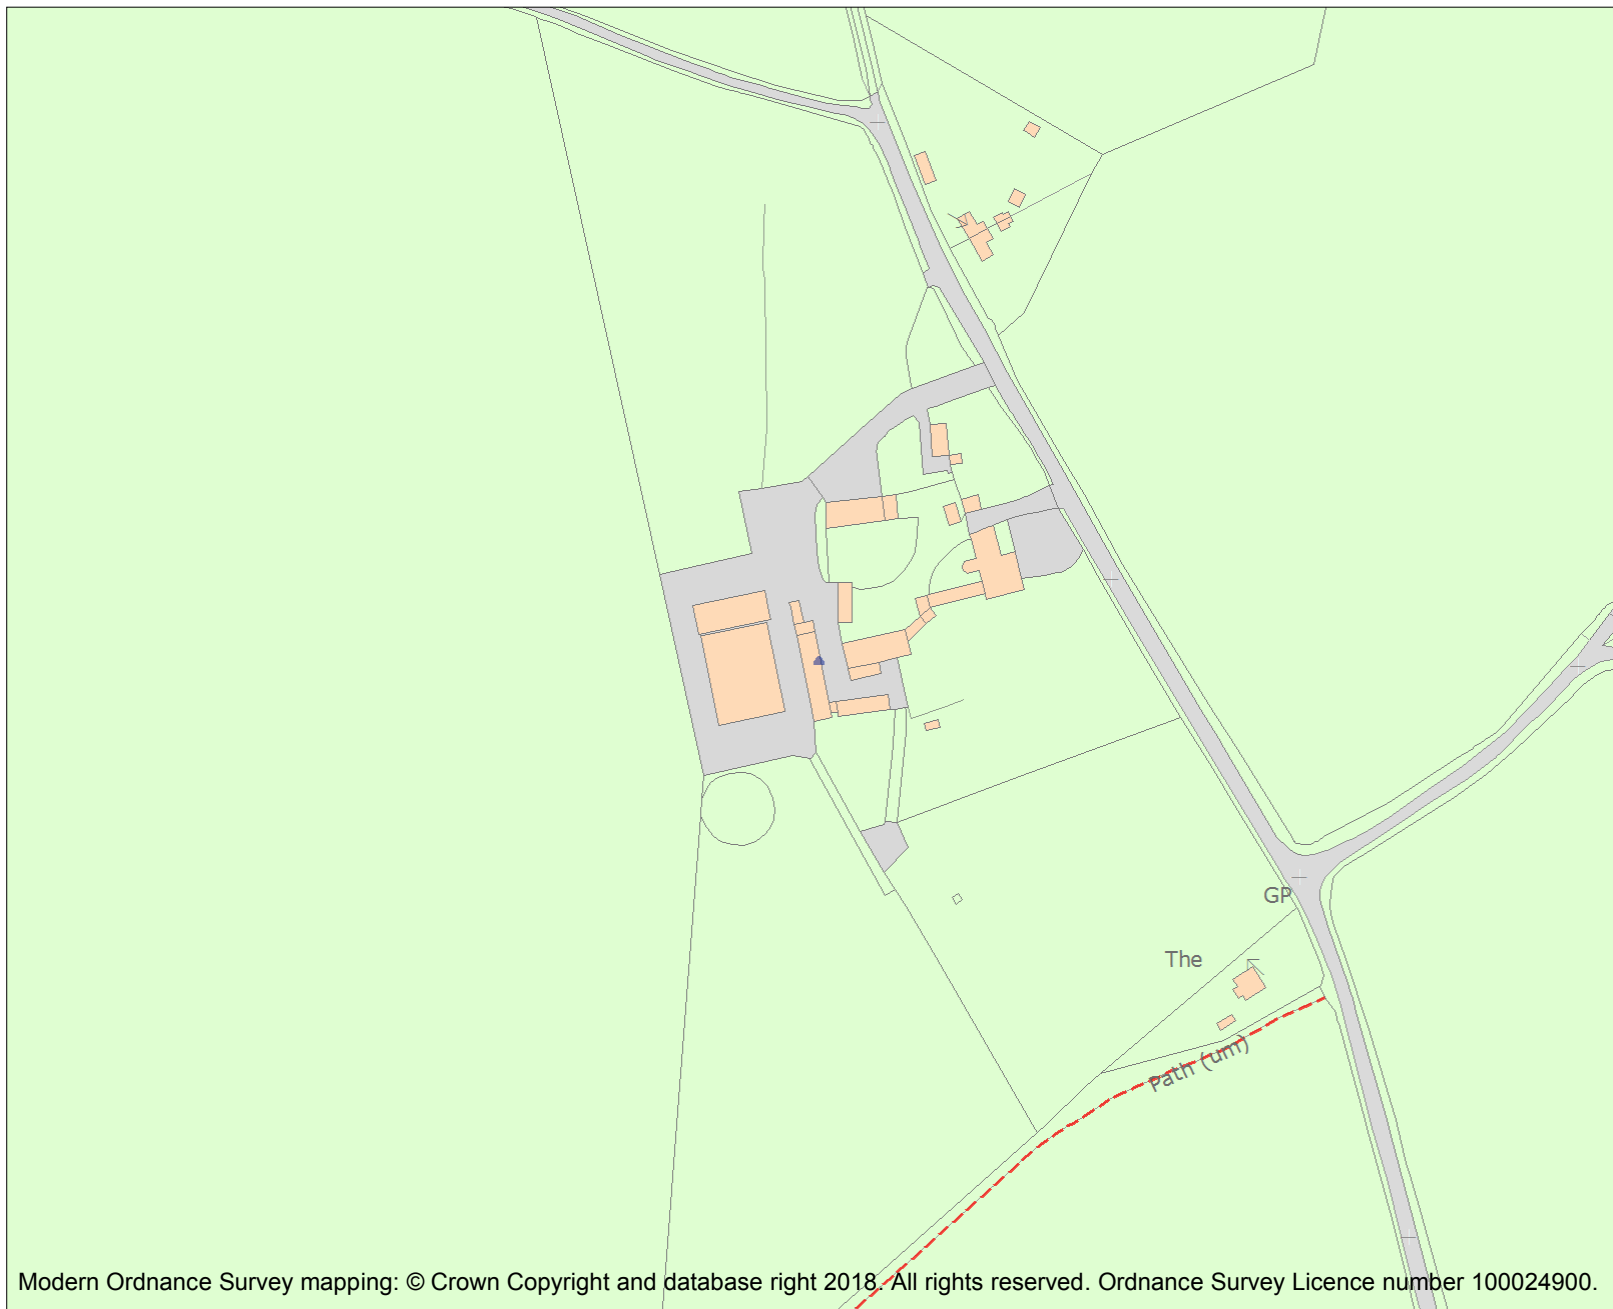 GP
The
Path (um)
Modern Ordnance Survey mapping: © Crown Copyright and database right 2018. All rights reserved. Ordnance Survey Licence number 100024900.